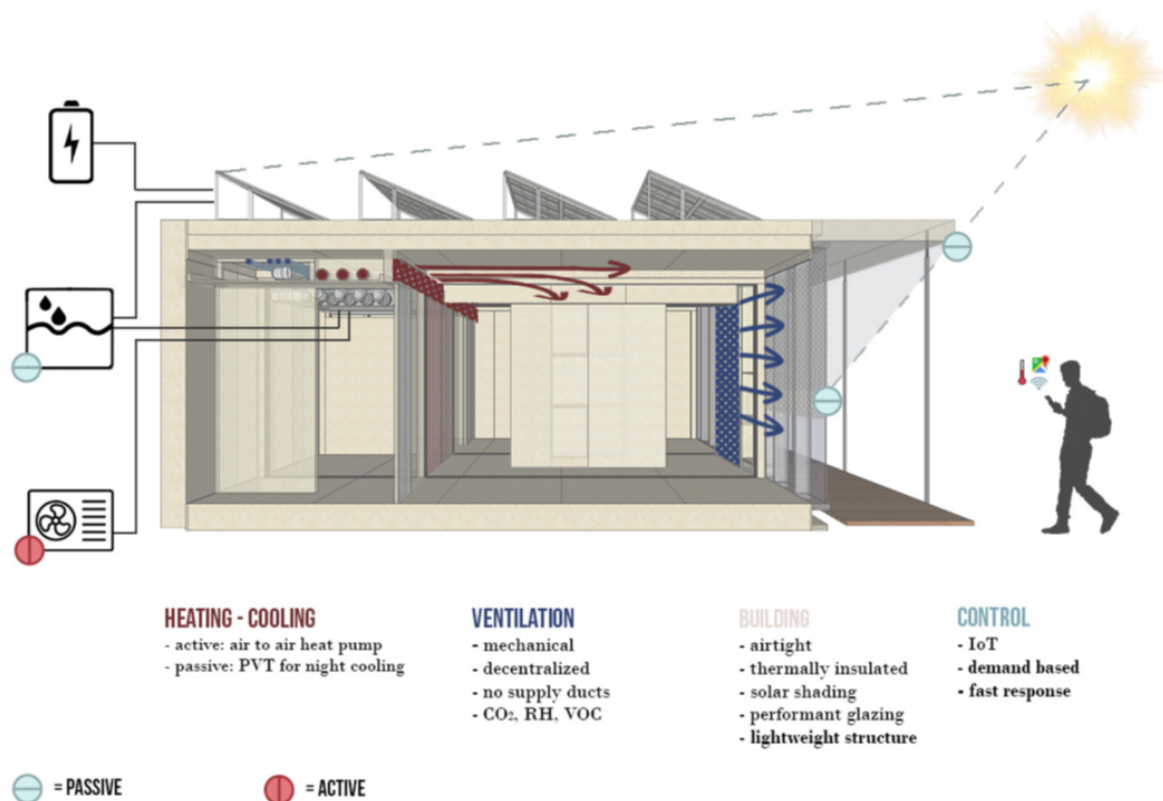 HEATING - COOLING
- active: air to air heat pump
- passive: PVT for night cooling
VENTILATION
- mechanical
- decentralized
- no supply ducts
- CO₂, RH, VOC
BUILDING
- airtight
- thermally insulated
- solar shading
- performant glazing
- lightweight structure
CONTROL
- IoT
- demand based
- fast response
= PASSIVE
= ACTIVE